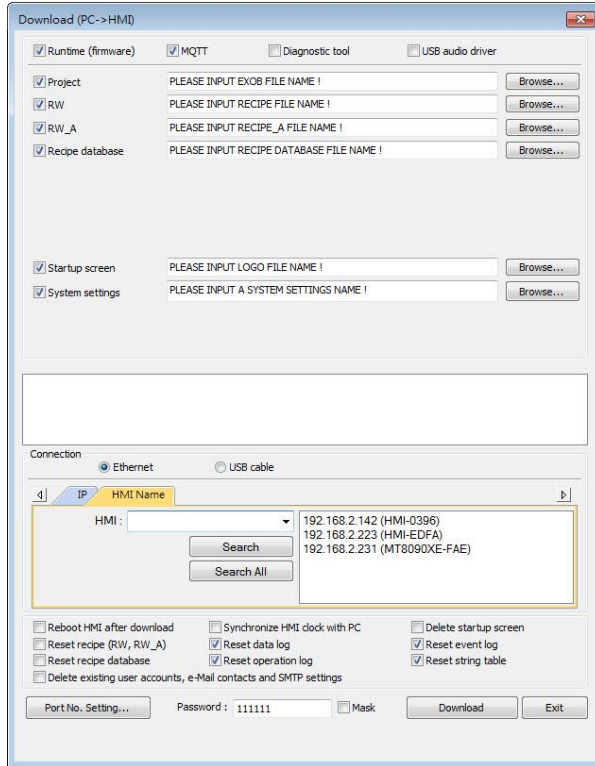 Download (PC->HMI)
Runtime (firmware) MQTT Diagnostic tool USB audio driver
Project PLEASE INPUT EXOB FILE NAME ! Browse...
RW PLEASE INPUT RECIPE FILE NAME ! Browse...
RW_A PLEASE INPUT RECIPE_A FILE NAME ! Browse...
Recipe database PLEASE INPUT RECIPE DATABASE FILE NAME ! Browse...
Startup screen PLEASE INPUT LOGO FILE NAME ! Browse...
System settings PLEASE INPUT A SYSTEM SETTINGS NAME ! Browse...
Connection
Ethernet USB cable
IP HMI Name
HMI : 192.168.2.142 (HMI-0396)
192.168.2.223 (HMI-EDFA)
Search 192.168.2.231 (MT8090XE-FAE)
Search All
Reboot HMI after download Synchronize HMI clock with PC Delete startup screen
Reset recipe (RW, RW_A) Reset data log Reset event log
Reset recipe database Reset operation log Reset string table
Delete existing user accounts, e-Mail contacts and SMTP settings
Port No. Setting... Password : 111111 Mask Download Exit